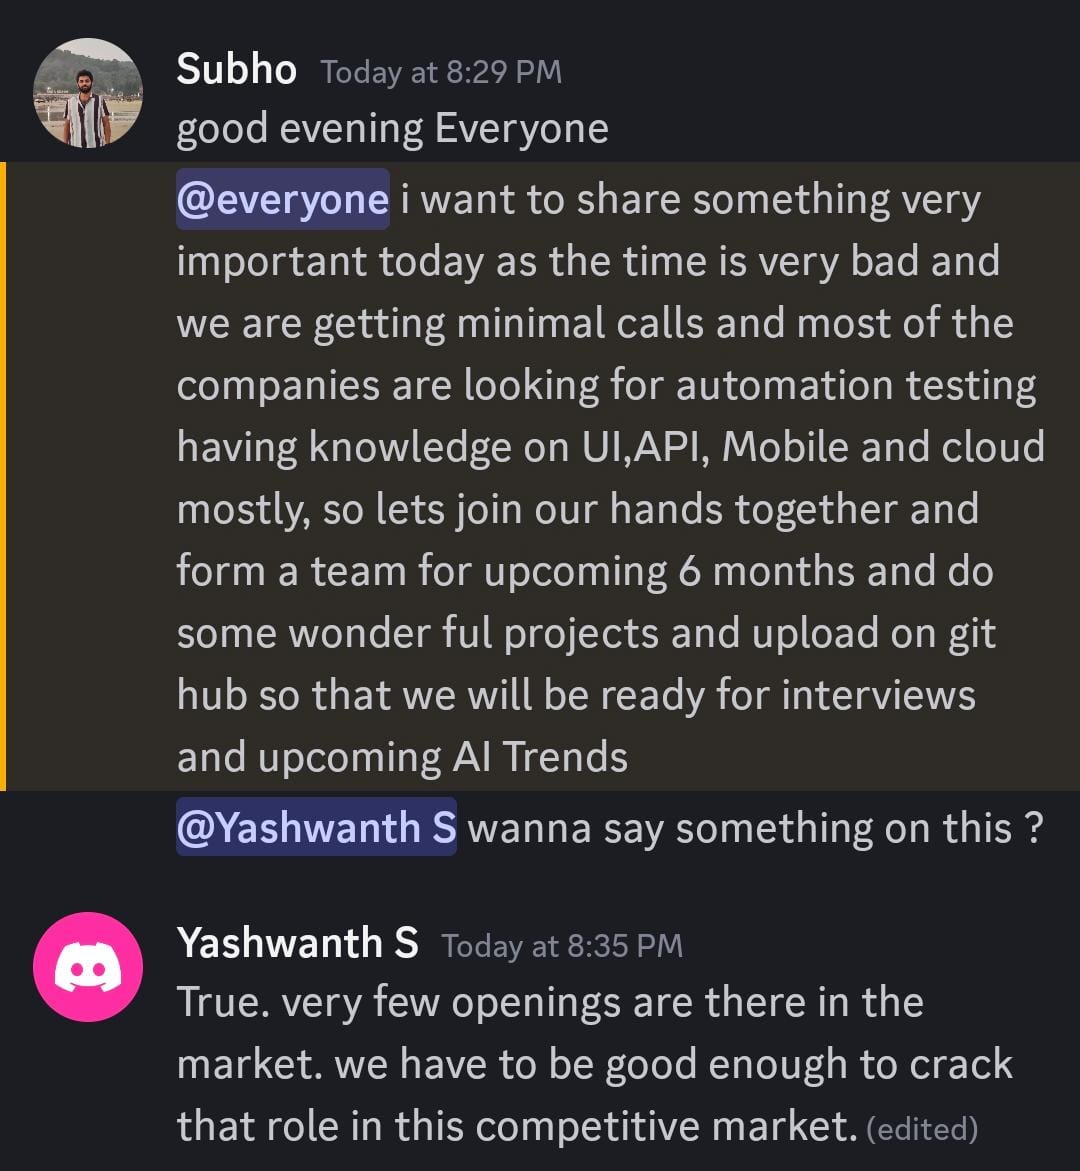 Subho Today at 8:29 PM
good evening Everyone
@everyone i want to share something very
important today as the time is very bad and
we are getting minimal calls and most of the
companies are looking for automation testing
having knowledge on UI,API, Mobile and cloud
mostly, so lets join our hands together and
form a team for upcoming 6 months and do
some wonder ful projects and upload on git
hub so that we will be ready for interviews
and upcoming AI Trends
@Yashwanth S wanna say something on this ?
Yashwanth S Today at 8:35 PM
True. very few openings are there in the
market. we have to be good enough to crack
that role in this competitive market. (edited)